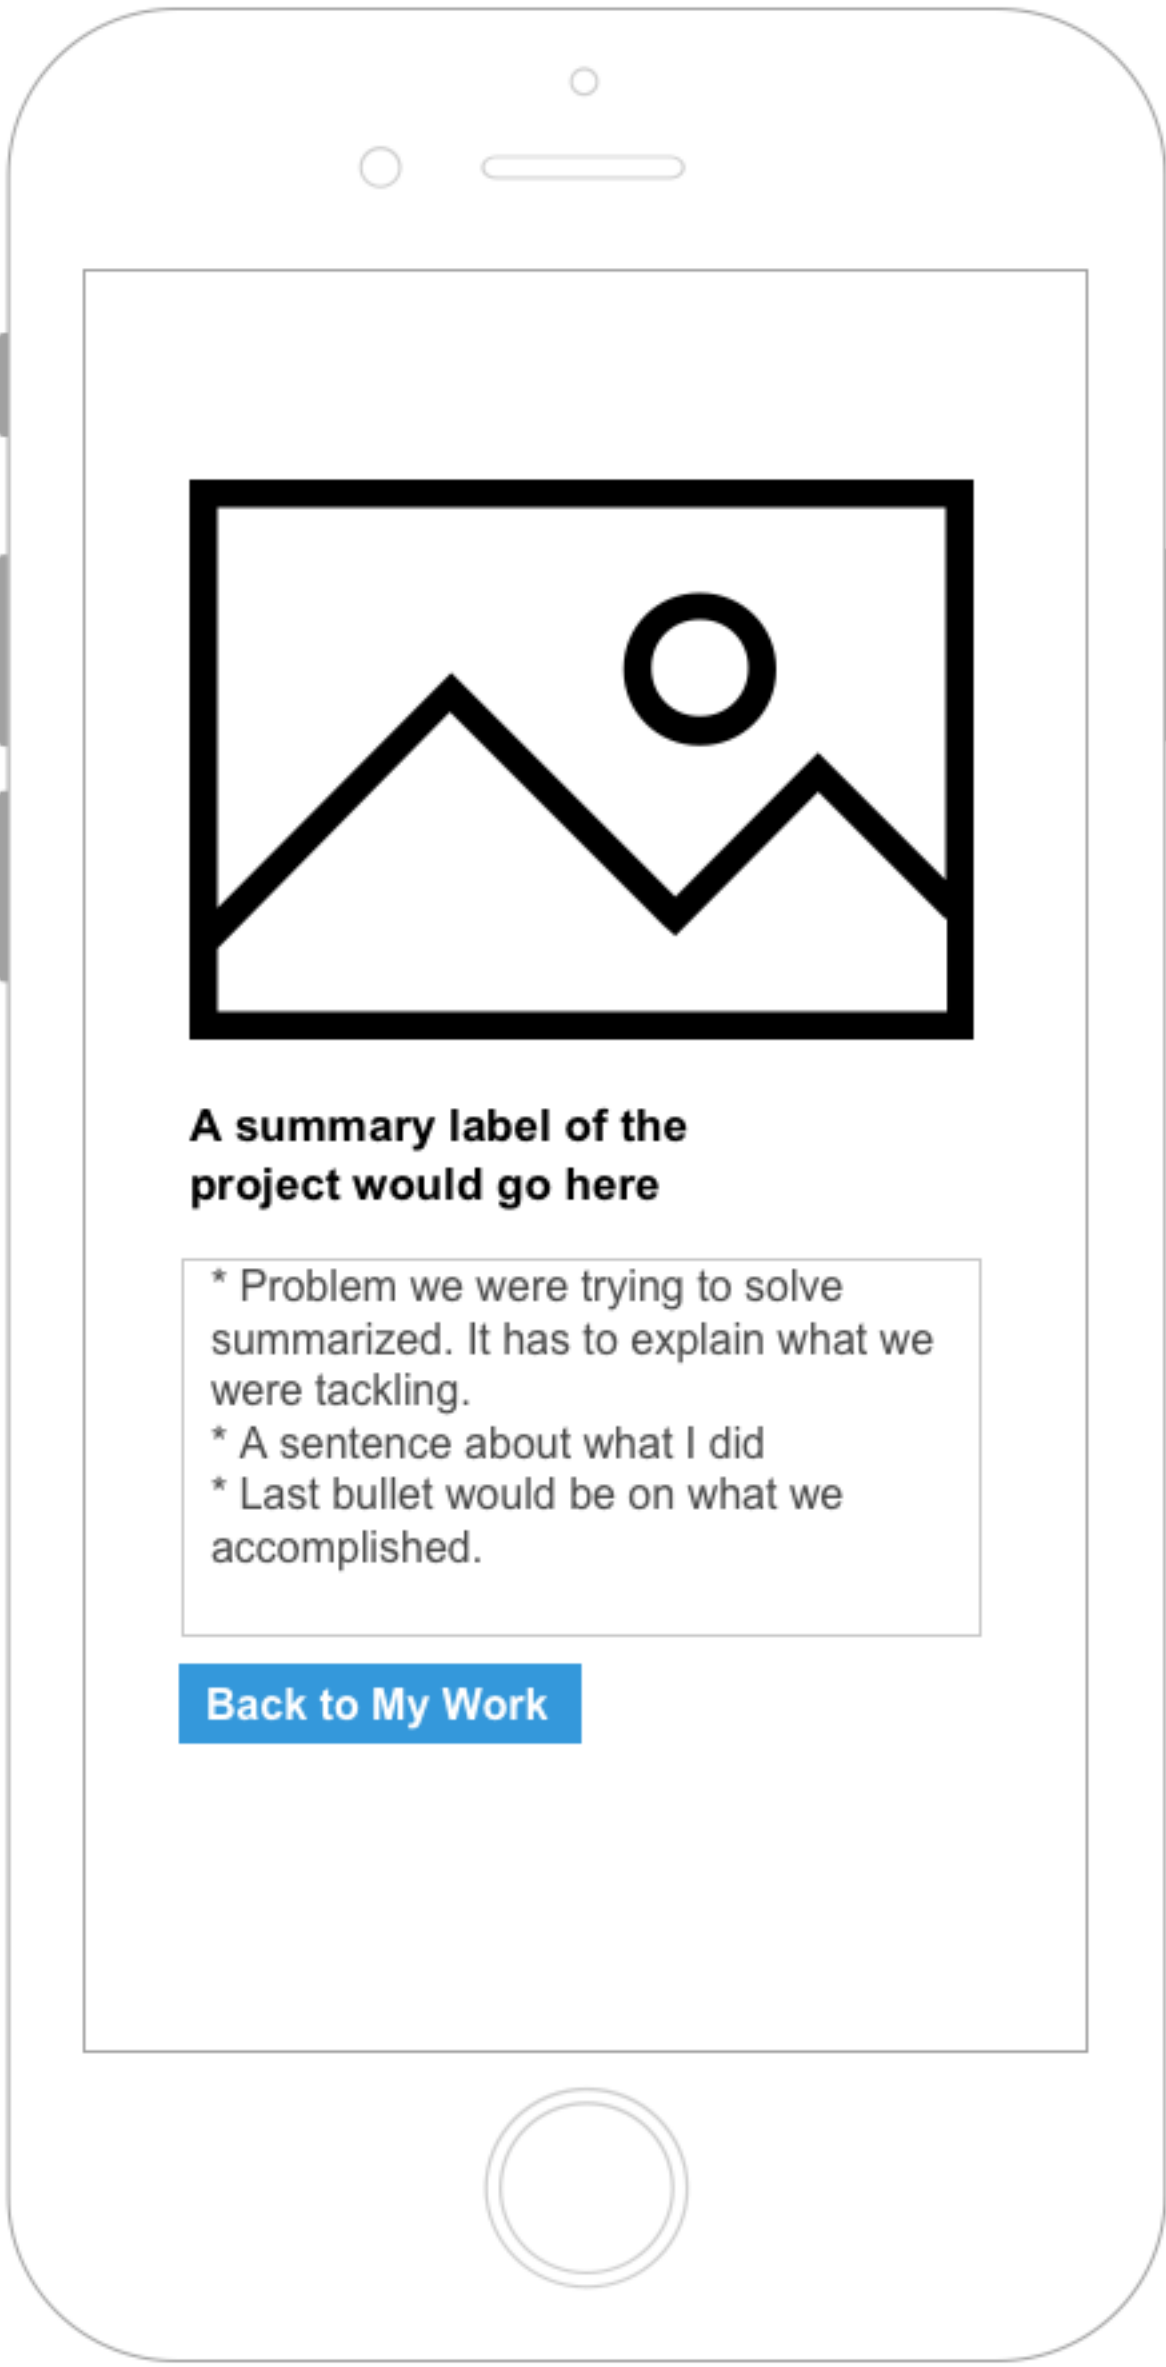 A summary label of the
project would go here
* Problem we were trying to solve
summarized. It has to explain what we
were tackling.
* A sentence about what I did
* Last bullet would be on what we
accomplished.
Back to My Work